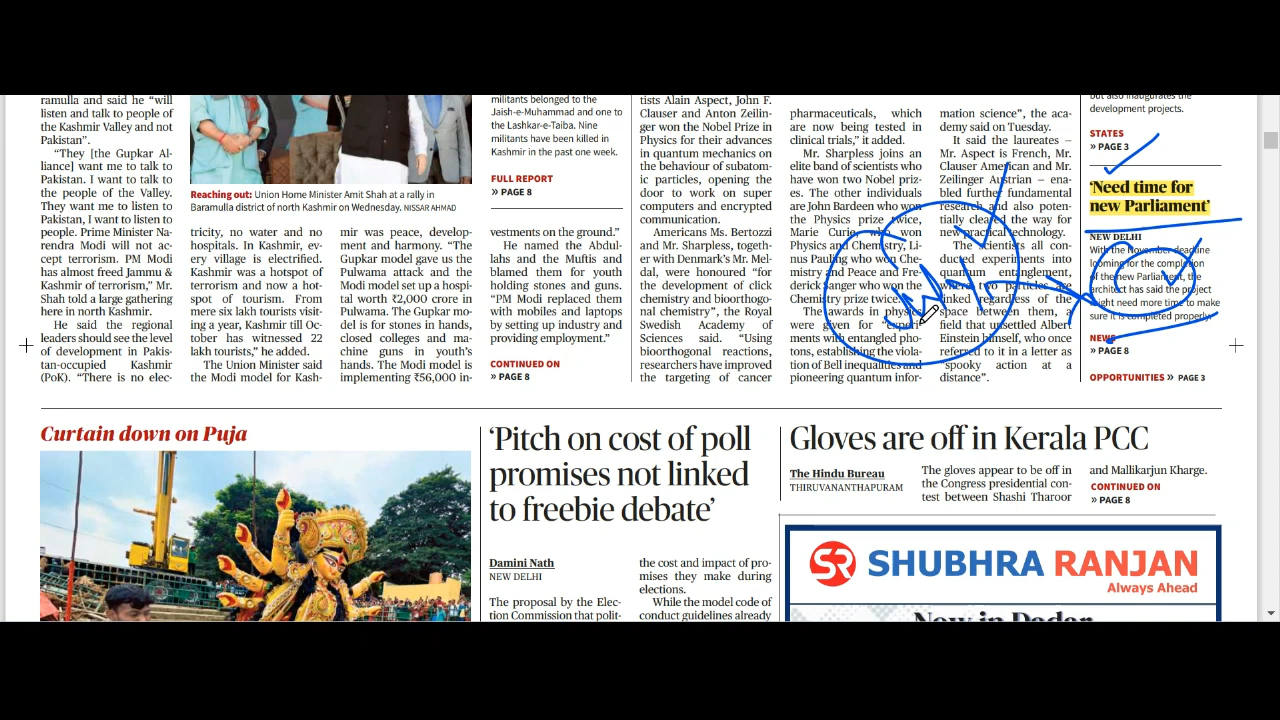 ramulla and said he “will
listen and talk to people of
the Kashmir Valley and not
Pakistan”.
“They [the Gupkar Al-
liance] want me to talk to
Pakistan. I want to talk to
the people of the Valley.
They want me to listen to
Pakistan, I want to listen to
people. Prime Minister Na-
rendra Modi will not ac-
cept terrorism. PM Modi
has almost freed Jammu &
Kashmir of terrorism,” Mr.
Shah told a large gathering
here in north Kashmir.
He said the regional
leaders should see the level
of development in Pakis-
tan-occupied Kashmir
(PoK). “There is no elec-
Reaching out: Union Home Minister Amit Shah at a rally in
Baramulla district of north Kashmir on Wednesday. NISSAR AHMAD
tricity, no water and no
hospitals. In Kashmir, ev-
ery village is electrified.
Kashmir was a hotspot of
terrorism and now a hot-
spot of tourism. From
mere six lakh tourists visit-
ing a year, Kashmir till Oc-
tober has witnessed 22
lakh tourists,” he added.
The Union Minister said
the Modi model for Kash-
mir was peace, develop-
ment and harmony. “The
Gupkar model gave us the
Pulwama attack and the
Modi model set up a hospi-
tal worth ₹2,000 crore in
Pulwama. The Gupkar mo-
del is for stones in hands,
closed colleges and ma-
chine guns in youth’s
hands. The Modi model is
implementing ₹56,000 in-
militants belonged to the
Jaish-e-Muhammad and one to
the Lashkar-e-Taiba. Nine
militants have been killed in
Kashmir in the past one week.
FULL REPORT
» PAGE 8
vesments on the ground.”
He named the Abdul-
lahs and the Muftis and
blamed them for youth
holding stones and guns.
“PM Modi replaced them
with mobiles and laptops
by setting up industry and
providing employment.”
CONTINUED ON
» PAGE 8
tists Alain Aspect, John F.
Clauser and Anton Zeilin-
ger won the Nobel Prize in
Physics for their advances
in quantum mechanics on
the behaviour of subatom-
ic particles, opening the
door to work on super
computers and encrypted
communication.
Americans Ms. Bertozzi
and Mr. Sharpless, togeth-
er with Denmark’s Mr. Mel-
dal, were honoured “for
the development of click
chemistry and bioorthogo-
nal chemistry”, the Royal
Swedish Academy of
Sciences said. “Using
bioorthogonal reactions,
researchers have improved
the targeting of cancer
pharmaceuticals, which
are now being tested in
clinical trials,” it added.
Mr. Sharpless joins an
elite band of scientists who
have won two Nobel priz-
es. The other individuals
are John Bardeen who won
the Physics prize twice,
Marie Curie, who won
Physics and Chemistry, Li-
nus Pauling who won Che-
mistry and Peace and Fre-
derick Sanger who won the
Chemistry prize twice.
The awards in physics
were given for “experi-
ments with entangled pho-
tons, establishing the viola-
tion of Bell inequalities and
pioneering quantum infor-
mation science”, the aca-
demy said on Tuesday.
It said the laureates –
Mr. Aspect is French, Mr.
Clauser American and Mr.
Zeilinger Austrian – ena-
bled further fundamental
research and also poten-
tially cleared the way for
new practical technology.
The scientists all con-
ducted experiments into
quantum entanglement,
where two particles are
linked regardless of the
space between them, a
field that unsettled Albert
Einstein himself, who once
referred to it in a letter as
“spooky action at a
distance”.
but also inaugurates the
development projects.
STATES
» PAGE 3
‘Need time for
new Parliament’
NEW DELHI
With the November deadline
looming for the completion
of the new Parliament, the
architect has said the project
might need more time to make
sure it is completed properly.
NEWS
» PAGE 8
OPPORTUNITIES » PAGE 3
Curtain down on Puja
‘Pitch on cost of poll
promises not linked
to freebie debate’
Damini Nath
NEW DELHI
The proposal by the Elec-
tion Commission that polit-
the cost and impact of pro-
mises they make during
elections.
While the model code of
conduct guidelines already
Gloves are off in Kerala PCC
The Hindu Bureau
THIRUVANANTHAPURAM
The gloves appear to be off in
the Congress presidential con-
test between Shashi Tharoor
and Mallikarjun Kharge.
CONTINUED ON
» PAGE 8
SR SHUBHRA RANJAN
Always Ahead
Now in Dadar